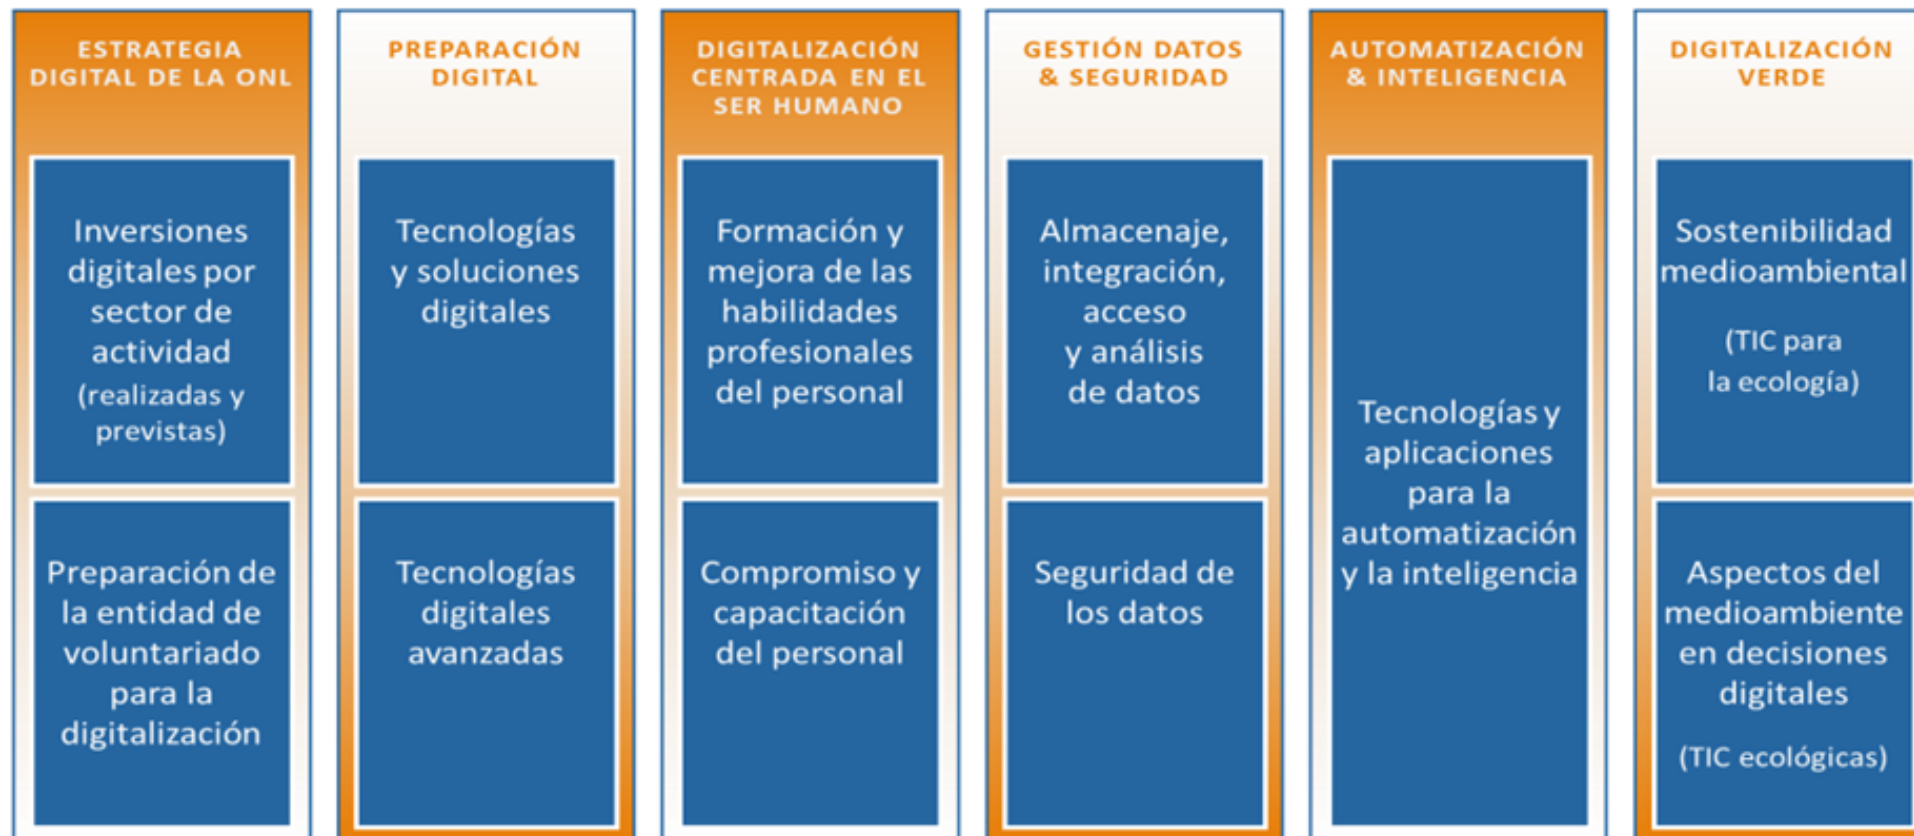 ESTRATEGIA
DIGITAL DE LA ONL
Inversiones
digitales por
sector de
actividad
(realizadas y
previstas)
Preparación de
la entidad de
voluntariado
para la
digitalización
PREPARACIÓN
DIGITAL
Tecnologías
y soluciones
digitales
Tecnologías
digitales
avanzadas
DIGITALIZACIÓN
CENTRADA EN EL
SER HUMANO
Formación y
mejora de las
habilidades
profesionales
del personal
Compromiso y
capacitación
del personal
GESTIÓN DATOS
& SEGURIDAD
Almacenaje,
integración,
acceso
y análisis
de datos
Seguridad de
los datos
AUTOMATIZACIÓN
& INTELIGENCIA
Tecnologías y
aplicaciones
para la
automatización
y la inteligencia
DIGITALIZACIÓN
VERDE
Sostenibilidad
medioambiental
(TIC para
la ecología)
Aspectos del
medioambiente
en decisiones
digitales
(TIC ecológicas)